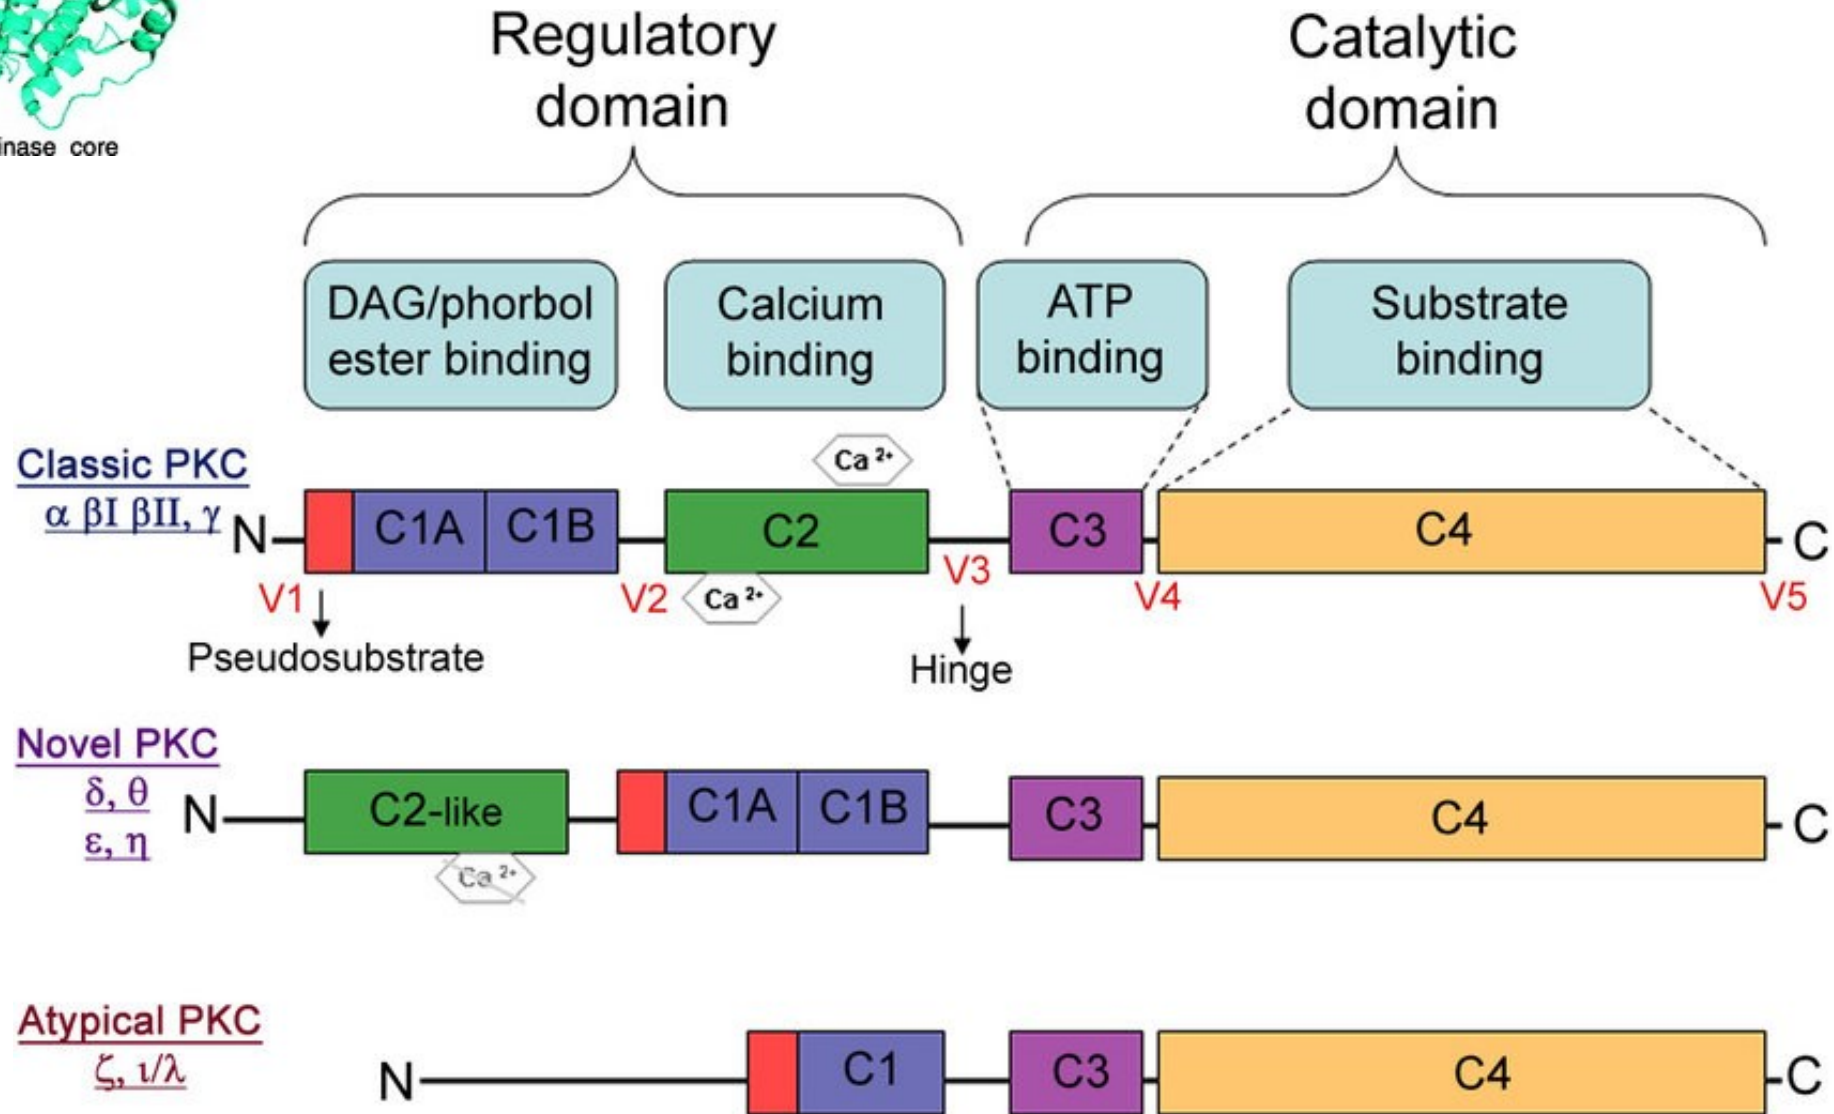 inase core
Regulatory
domain
Catalytic
domain
DAG/phorbol
ester binding
Calcium
binding
ATP
binding
Substrate
binding
Classic PKC
α βI βII, γ
N
C1A
C1B
C2
Ca 2+
Ca 2+
C3
C4
C
V1
V2
V3
V4
V5
Pseudosubstrate
Hinge
Novel PKC
δ, θ
ε, η
N
C2-like
Ca 2+
C1A
C1B
C3
C4
C
Atypical PKC
ζ, ι/λ
N
C1
C3
C4
C